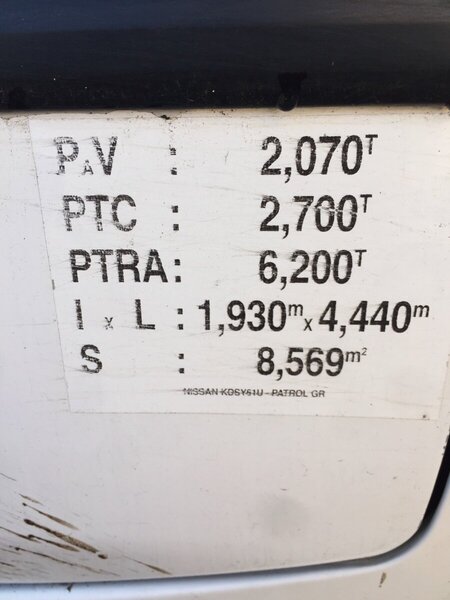 PAV : 2,070T
PTC : 2,700T
PTRA : 6,200T
l x L : 1,930m x 4,440m
S : 8,569m²
NISSAN KDSY61U - PATROL GR